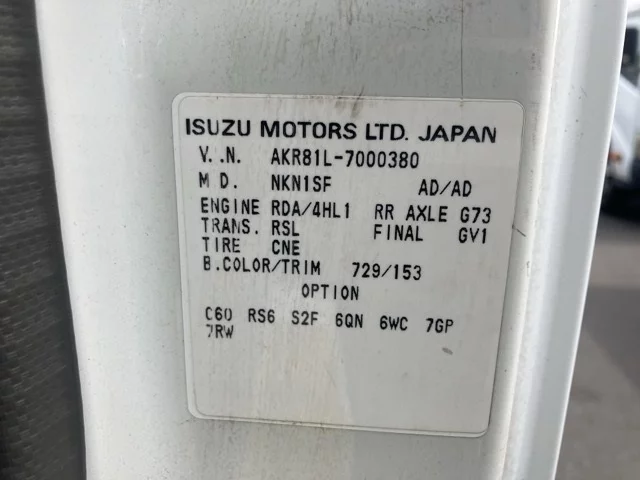 ISUZU MOTORS LTD. JAPAN
V. .N. AKR81L-7000380
M D. NKN1SF AD/AD
ENGINE RDA/4HL1 RR AXLE G73
TRANS. RSL FINAL GV1
TIRE CNE
B.COLOR/TRIM 729/153
OPTION
C60 RS6 S2F 6QN 6WC 7GP
7RW